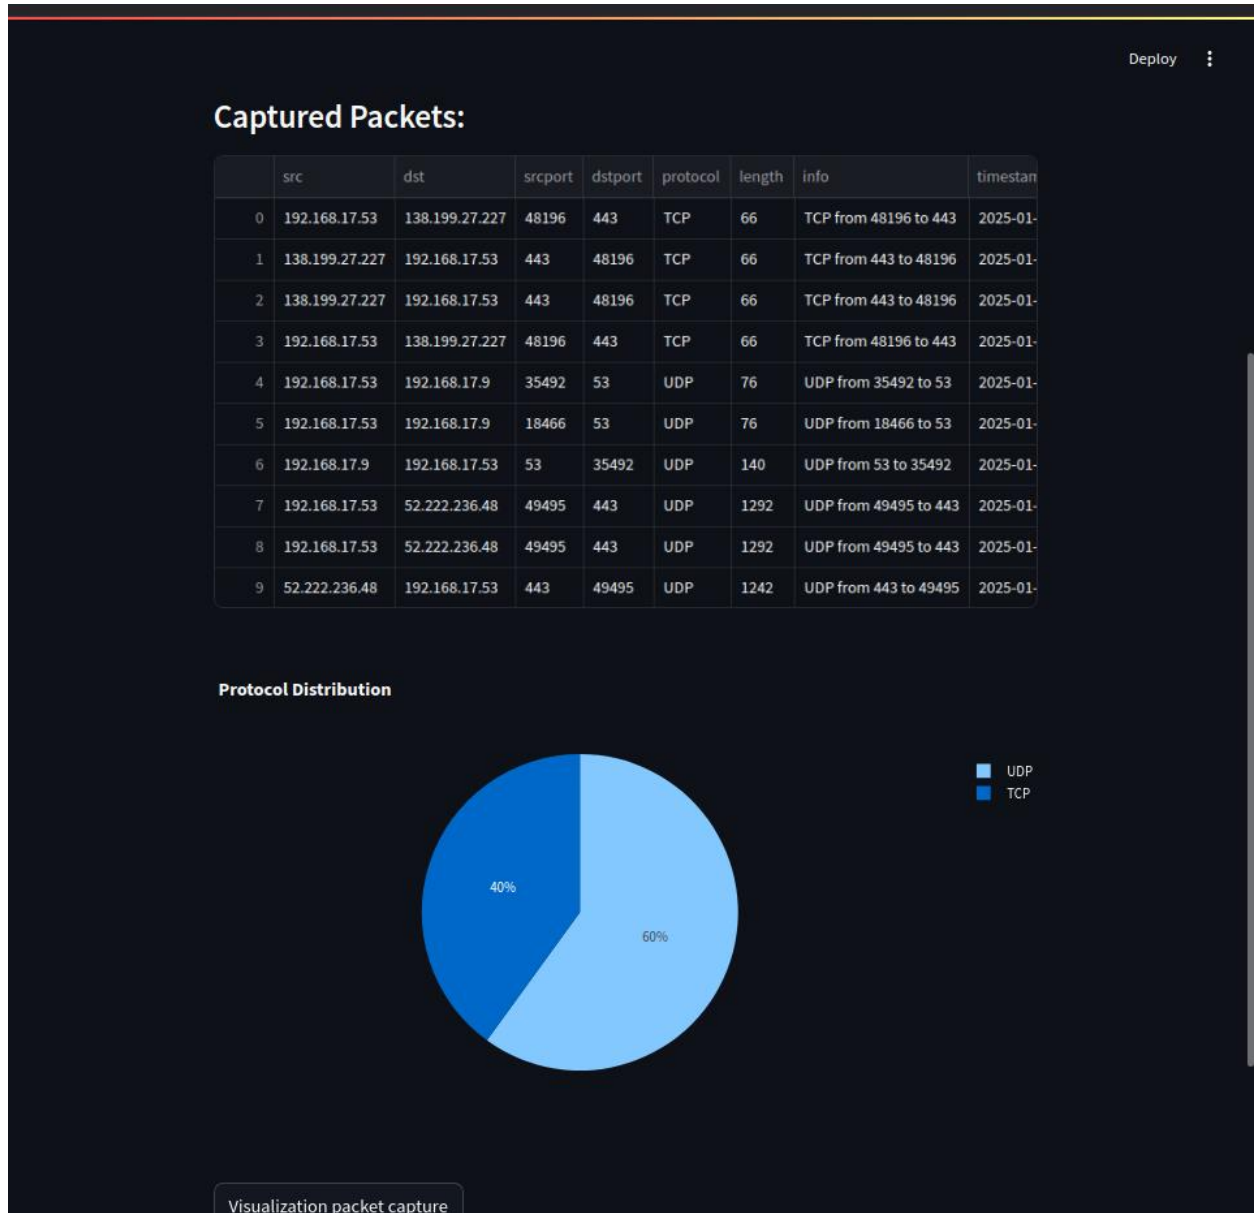 Deploy
Captured Packets:
src dst srcport dstport protocol length info timestam
0 192.168.17.53 138.199.27.227 48196 443 TCP 66 TCP from 48196 to 443 2025-01-
1 138.199.27.227 192.168.17.53 443 48196 TCP 66 TCP from 443 to 48196 2025-01-
2 138.199.27.227 192.168.17.53 443 48196 TCP 66 TCP from 443 to 48196 2025-01-
3 192.168.17.53 138.199.27.227 48196 443 TCP 66 TCP from 48196 to 443 2025-01-
4 192.168.17.53 192.168.17.9 35492 53 UDP 76 UDP from 35492 to 53 2025-01-
5 192.168.17.53 192.168.17.9 18466 53 UDP 76 UDP from 18466 to 53 2025-01-
6 192.168.17.9 192.168.17.53 53 35492 UDP 140 UDP from 53 to 35492 2025-01-
7 192.168.17.53 52.222.236.48 49495 443 UDP 1292 UDP from 49495 to 443 2025-01-
8 192.168.17.53 52.222.236.48 49495 443 UDP 1292 UDP from 49495 to 443 2025-01-
9 52.222.236.48 192.168.17.53 443 49495 UDP 1242 UDP from 443 to 49495 2025-01-
Protocol Distribution
UDP
TCP
40%
60%
Visualization packet capture